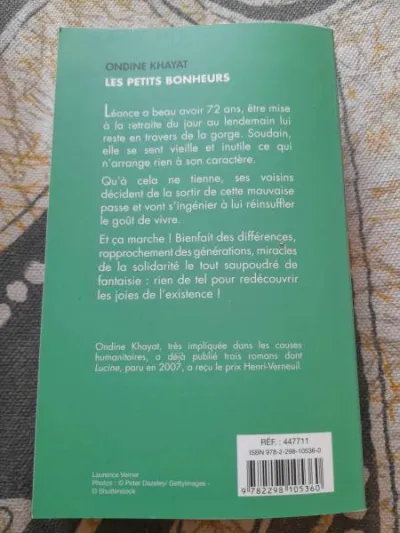 ONDINE KHAYAT
LES PETITS BONHEURS
Léance a beau avoir 72 ans, être mise
à la retraite du jour au lendemain lui
reste en travers de la gorge. Soudain,
elle se sent vieille et inutile ce qui
n'arrange rien à son caractère.
Qu'à cela ne tienne, ses voisins
décident de la sortir de cette mauvaise
passe et vont s'ingénier à lui réinsuffler
le goût de vivre.
Et ça marche ! Bienfait des différences,
rapprochement des générations, miracles
de la solidarité le tout saupoudré de
fantaisie : rien de tel pour redécouvrir
les joies de l'existence !
Ondine Khayat, très impliquée dans les causes
humanitaires, a déjà publié trois romans dont
Lucine, paru en 2007, a reçu le prix Henri-Verneuil.
RÉF. : 447711
ISBN 978-2-298-10536-0
9 782298 105360
Laurence Verrier
Photos : © Peter Dazeley/ Gettyimages -
© Shutterstock